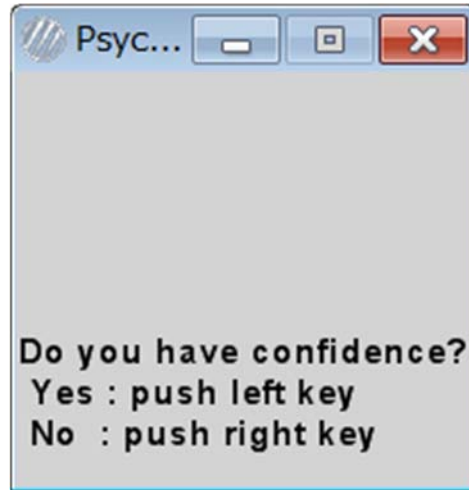 Psyc...
Do you have confidence?
Yes : push left key
No : push right key